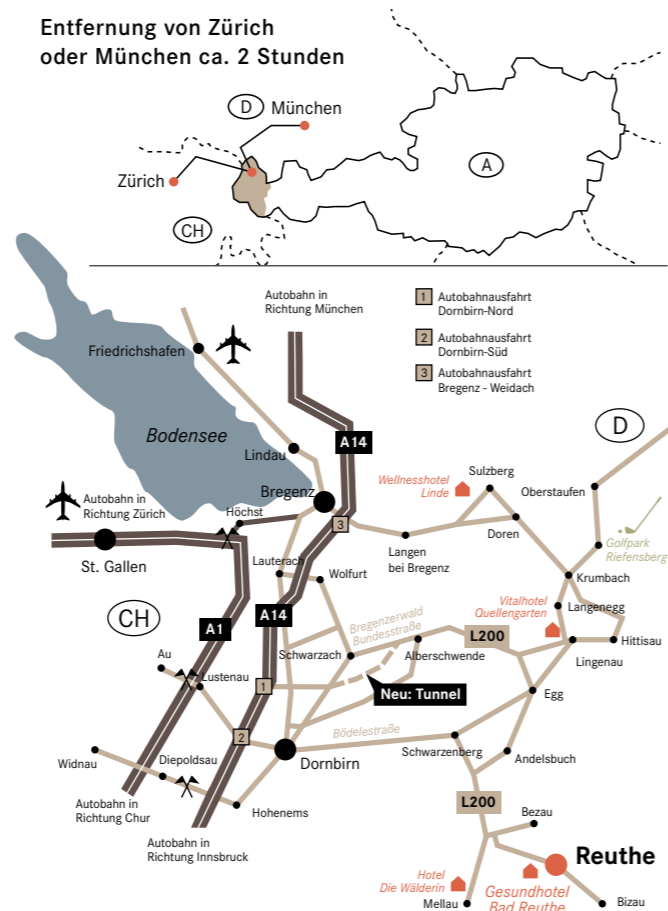 Entfernung von Zürich
oder München ca. 2 Stunden
D
München
Zürich
A
CH
Autobahn in
Richtung München
1
Autobahnausfahrt
Dornbirn-Nord
2
Autobahnausfahrt
Dornbirn-Süd
3
Autobahnausfahrt
Bregenz - Weidach
Friedrichshafen
D
Bodensee
A14
Lindau
Wellnesshotel
Linde
Sulzberg
Oberstaufen
Autobahn in
Richtung Zürich
Bregenz
Höchst
3
Doren
Golfpark
Riefensberg
Langen
bei Bregenz
St. Gallen
Lauterach
Wolfurt
Krumbach
Vitalhotel
Quellengarten
Langenegg
CH
A1
A14
Bregenzerwald
Bundesstraße
L200
Hittisau
Schwarzach
Alberschwende
Lingenau
Au
Lustenau
1
Neu: Tunnel
Egg
2
Bödelestraße
Widnau
Diepoldsau
Dornbirn
Schwarzenberg
Andelsbuch
Hohenems
Autobahn in
Richtung Chur
L200
Bezau
Autobahn in
Richtung Innsbruck
Reuthe
Hotel
Die Wälderin
Gesundhotel
Bad Reuthe
Mellau
Bizau